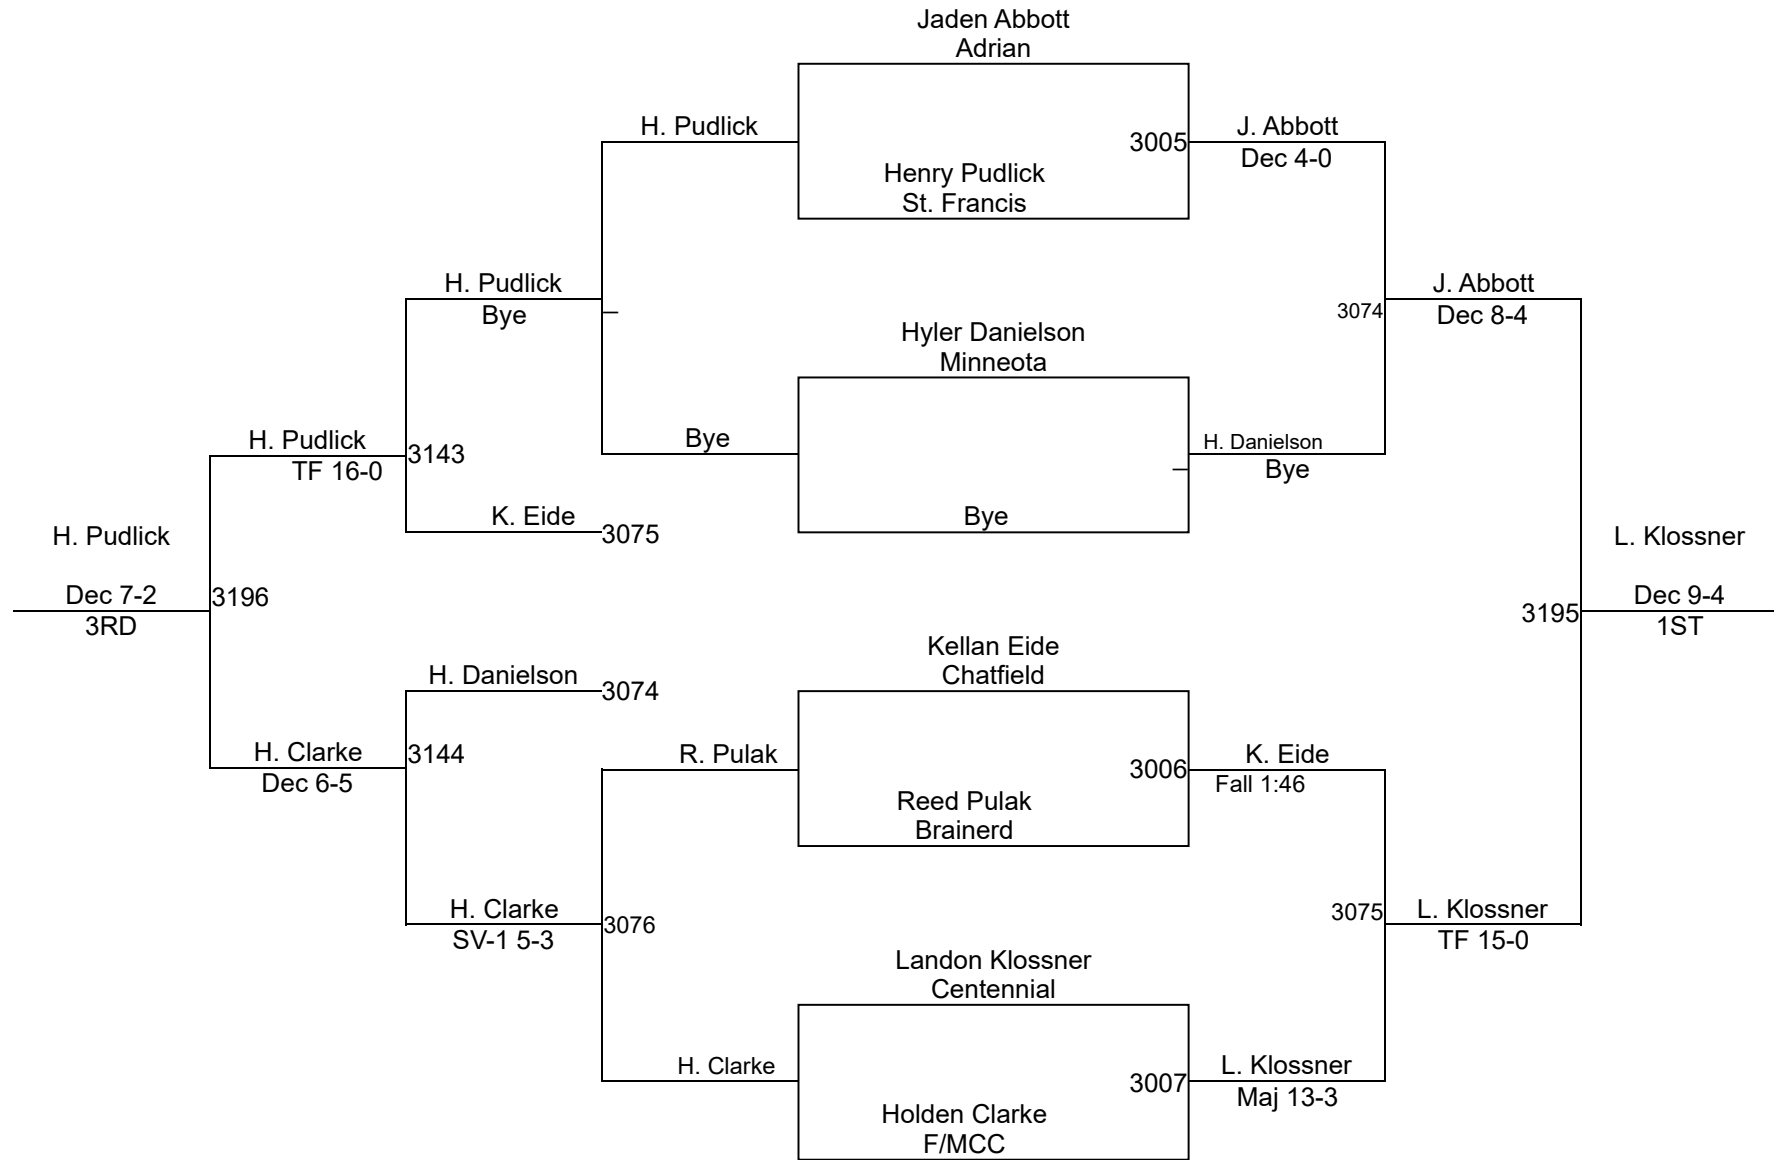 Jaden Abbott
Adrian
H. Pudlick
3005
J. Abbott
Dec 4-0
Henry Pudlick
St. Francis
H. Pudlick
Bye
–
3074
J. Abbott
Dec 8-4
Hyler Danielson
Minneota
H. Pudlick
TF 16-0
3143
Bye
H. Danielson
–
Bye
K. Eide
3075
Bye
H. Pudlick
Dec 7-2
3RD
3196
L. Klossner
3195
Dec 9-4
1ST
Kellan Eide
Chatfield
H. Danielson
3074
H. Clarke
Dec 6-5
3144
R. Pulak
3006
K. Eide
Fall 1:46
Reed Pulak
Brainerd
H. Clarke
SV-1 5-3
3076
3075
L. Klossner
TF 15-0
Landon Klossner
Centennial
H. Clarke
3007
L. Klossner
Maj 13-3
Holden Clarke
F/MCC